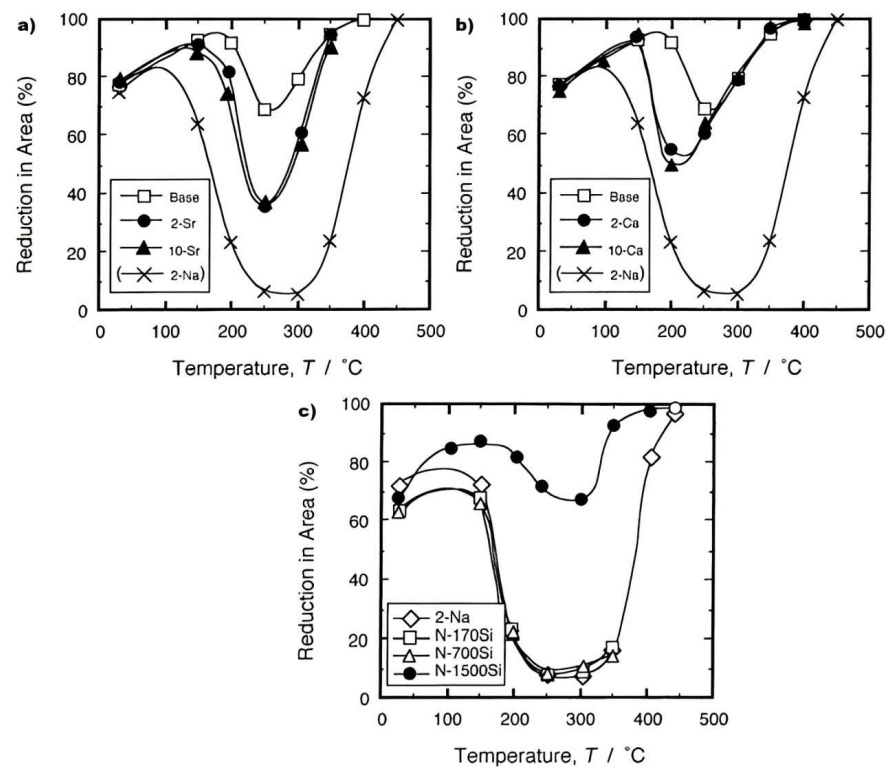 a)
Reduction in Area (%)
100
80
60
40
20
0
Base
2-Sr
10-Sr
( 2-Na)
0 100 200 300 400 500
Temperature, T / °C
b)
Reduction in Area (%)
100
80
60
40
20
0
Base
2-Ca
10-Ca
( 2-Na)
0 100 200 300 400 500
Temperature, T / °C
c)
Reduction in Area (%)
100
80
60
40
20
0
2-Na
N-170Si
N-700Si
N-1500Si
0 100 200 300 400 500
Temperature, T / °C